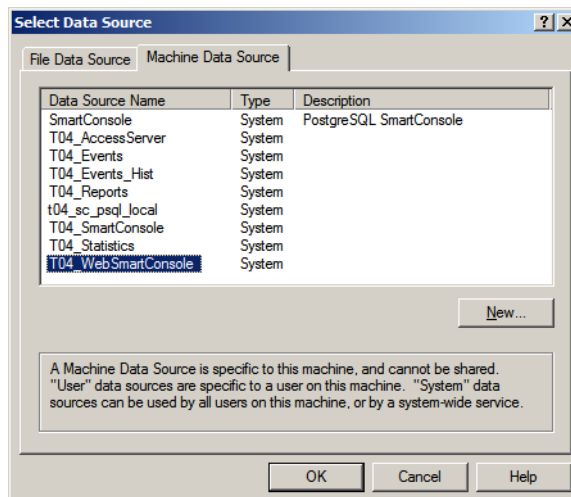 Select Data Source
File Data Source Machine Data Source
Data Source Name Type Description
SmartConsole System PostgreSQL SmartConsole
T04_AccessServer System
T04_Events System
T04_Events_Hist System
T04_Reports System
t04_sc_psql_local System
T04_SmartConsole System
T04_Statistics System
T04_WebSmartConsole System
New...
A Machine Data Source is specific to this machine, and cannot be shared.
"User" data sources are specific to a user on this machine. "System" data
sources can be used by all users on this machine, or by a system-wide service.
OK Cancel Help